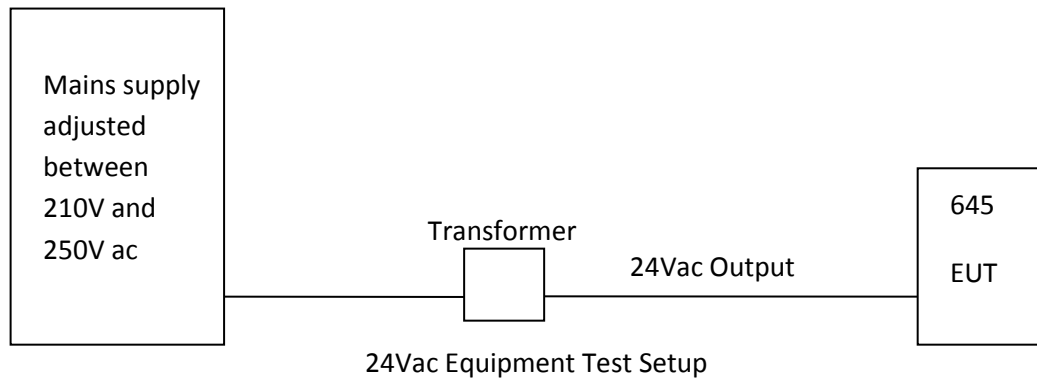 Mains supply
adjusted
between
210V and
250V ac
Transformer
24Vac Output
645
EUT
24Vac Equipment Test Setup